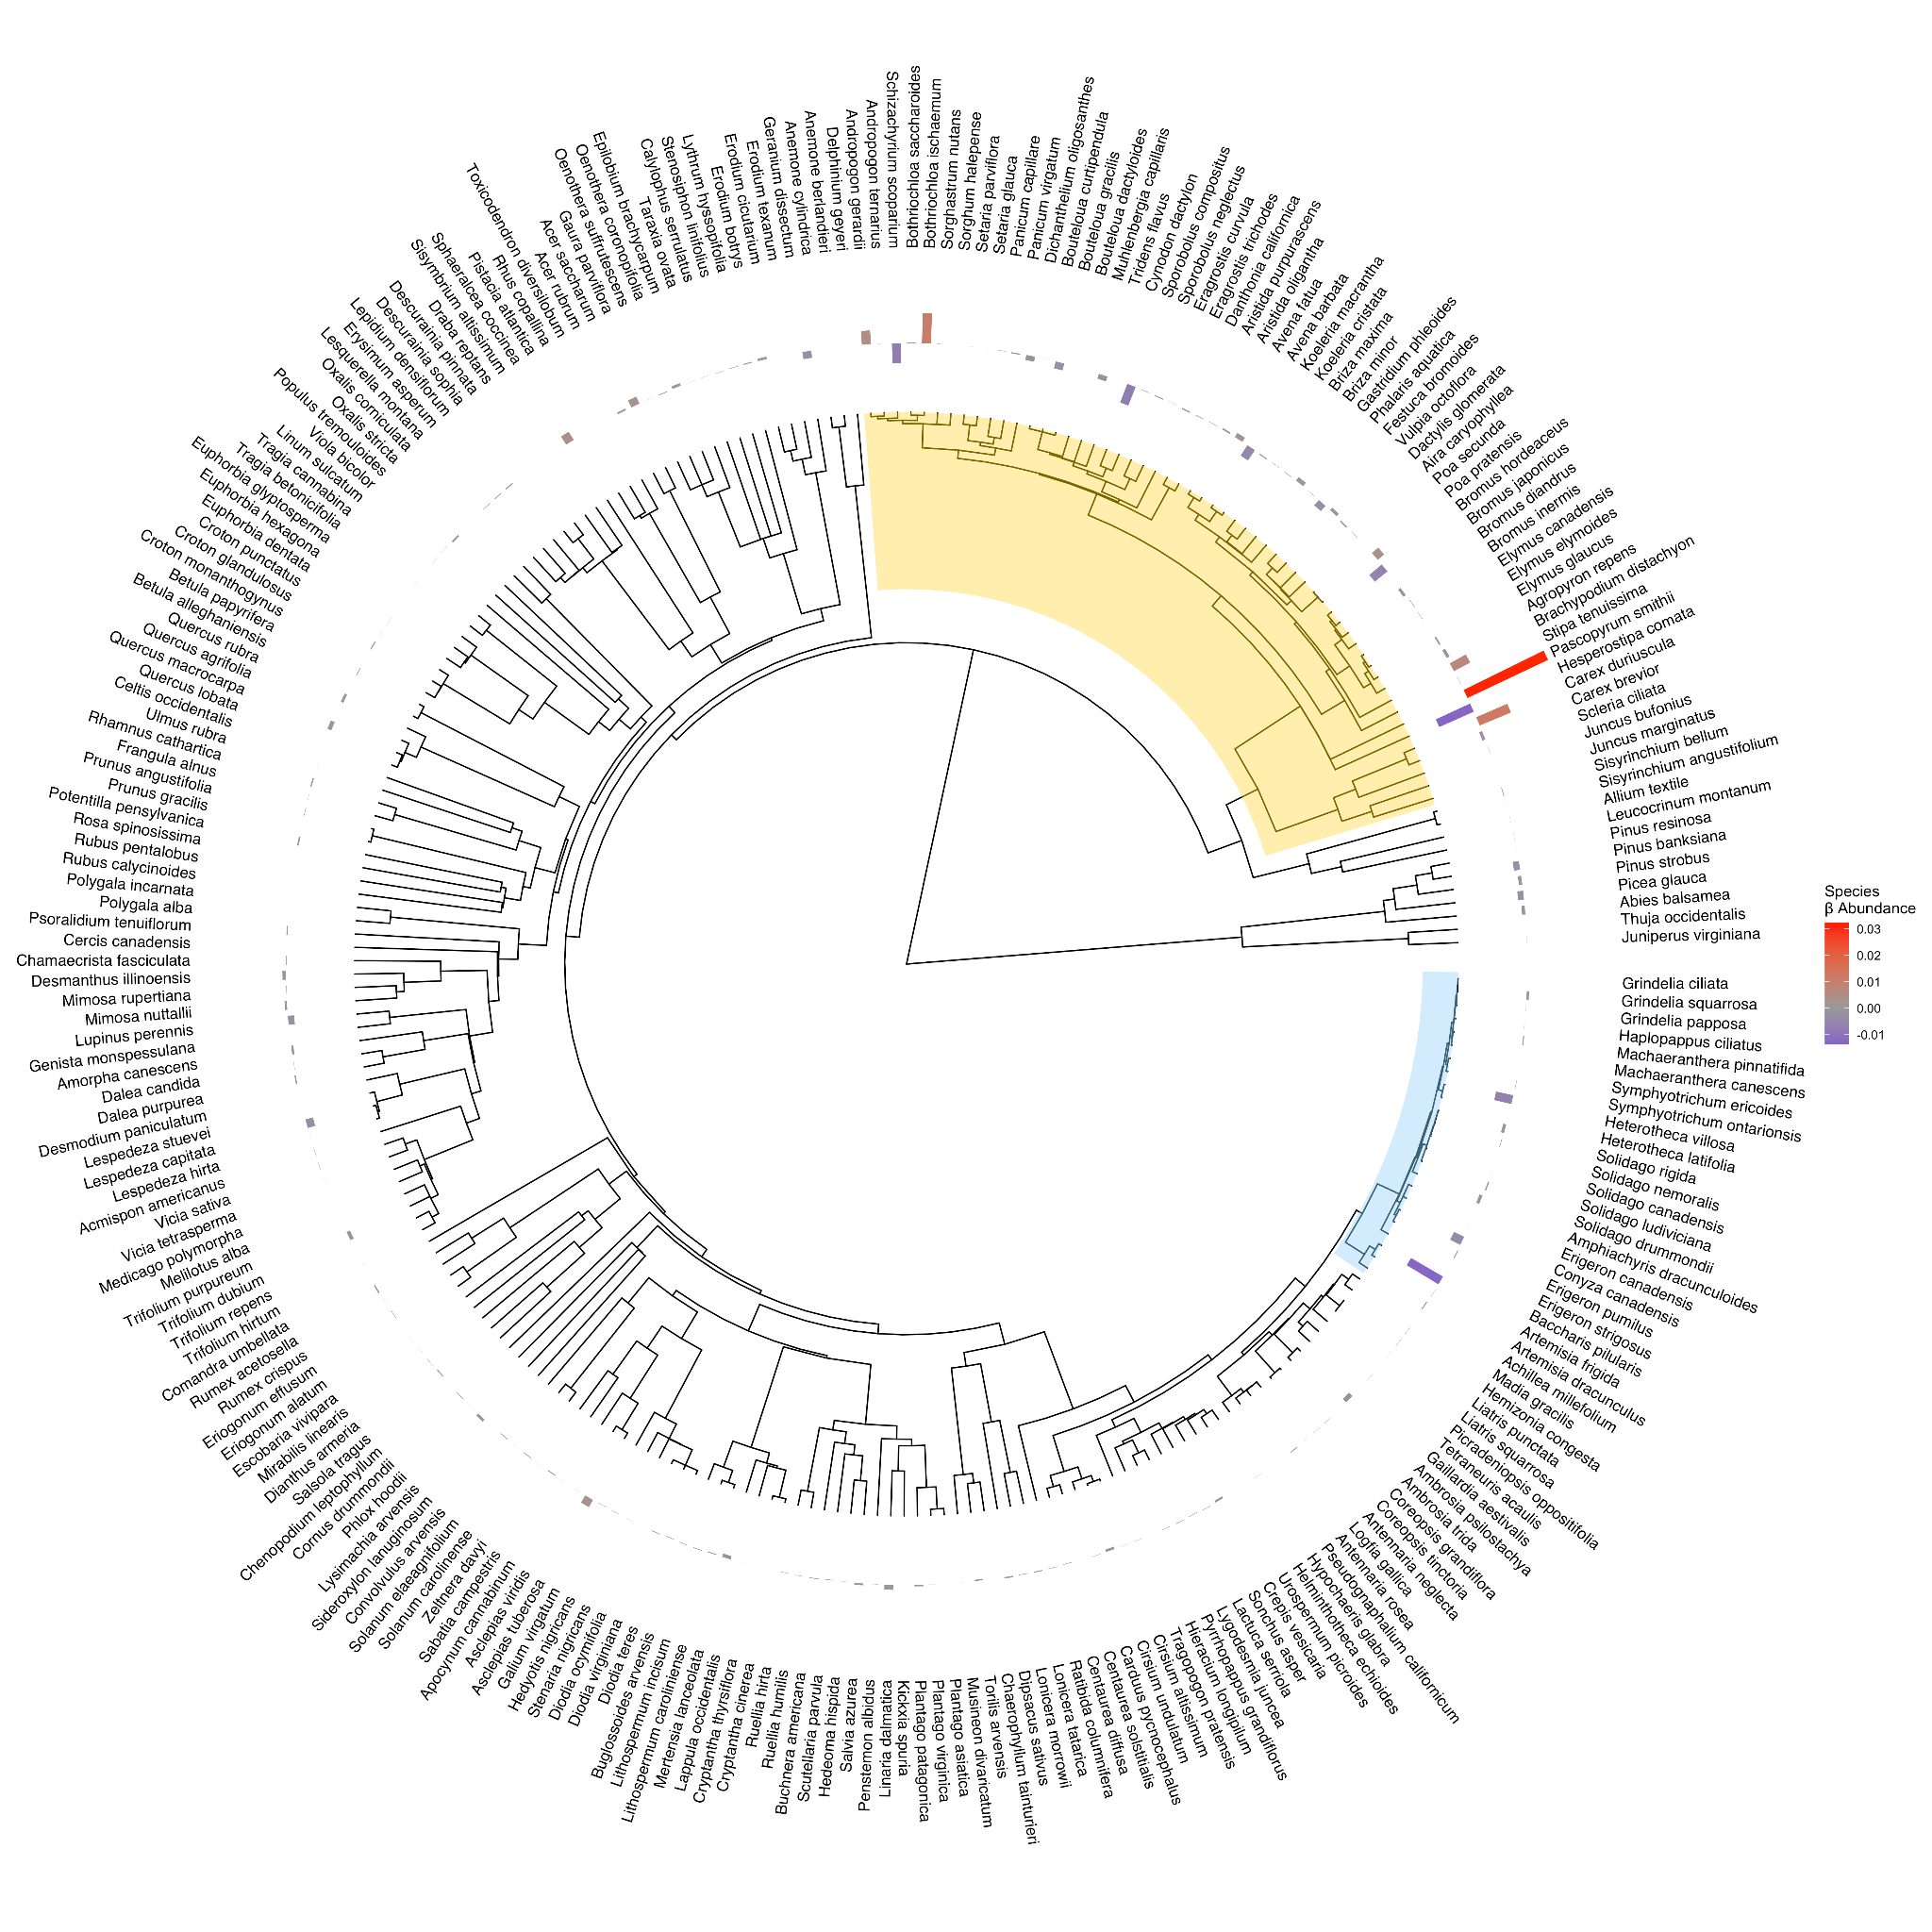 Schizachyrium scoparium
Bothriochloa saccharoides
Bothriochloa ischaemum
Sorghastrum nutans
Sorghum halepense
Setaria parviflora
Setaria glauca
Panicum capillare
Panicum virgatum
Dichanthelium oligosanthes
Bouteloua curtipendula
Bouteloua gracilis
Bouteloua dactyloides
Muhlenbergia capillaris
Tridens flavus
Cynodon dactylon
Sporobolus compositus
Sporobolus neglectus
Eragrostis curvula
Eragrostis trichodes
Danthonia californica
Aristida purpurascens
Aristida oligantha
Avena fatua
Avena barbata
Koeleria macrantha
Koeleria cristata
Briza maxima
Briza minor
Gastridium phleoides
Phalaris aquatica
Festuca bromoides
Vulpia octoflora
Dactylis glomerata
Aira caryophyllea
Poa secunda
Poa pratensis
Bromus hordeaceus
Bromus japonicus
Bromus diandrus
Bromus inermis
Elymus canadensis
Elymus elymoides
Elymus glaucus
Agropyron repens
Brachypodium distachyon
Stipa tenuissima
Pascopyrum smithii
Hesperostipa comata
Carex duriuscula
Carex brevior
Scleria ciliata
Juncus bufonius
Juncus marginatus
Sisyrinchium bellum
Sisyrinchium angustifolium
Allium textile
Leucocrinum montanum
Pinus resinosa
Pinus banksiana
Pinus strobus
Picea glauca
Abies balsamea
Thuja occidentalis
Juniperus virginiana
Grindelia ciliata
Grindelia squarrosa
Grindelia papposa
Haplopappus ciliatus
Machaeranthera pinnatifida
Machaeranthera canescens
Symphyotrichum ericoides
Symphyotrichum ontarionsis
Heterotheca villosa
Heterotheca latifolia
Solidago rigida
Solidago nemoralis
Solidago canadensis
Solidago ludiviciana
Solidago drummondii
Amphiachyris dracunculoides
Erigeron canadensis
Conyza canadensis
Erigeron pumilus
Erigeron strigosus
Baccharis pilularis
Artemisia frigida
Artemisia dracunculus
Achillea millefolium
Madia gracilis
Hemizonia congesta
Liatris punctata
Liatris squarrosa
Picradeniopsis oppositifolia
Tetraneuris acaulis
Gaillardia aestivalis
Ambrosia psilostachya
Ambrosia trida
Coreopsis grandiflora
Coreopsis tinctoria
Antennaria neglecta
Logfia gallica
Antennaria rosea
Pseudognaphalium californicum
Hypochaeris glabra
Helminthotheca echioides
Urospermum picroides
Crepis vesicaria
Sonchus asper
Lactuca serriola
Lygodesmia juncea
Pyrrhopappus grandiflorus
Hieracium longipilum
Tragopogon pratensis
Cirsium altissimum
Cirsium undulatum
Carduus pycnocephalus
Centaurea solstitialis
Centaurea diffusa
Ratibida columnifera
Lonicera tatarica
Lonicera morrowii
Dipsacus sativus
Chaerophyllum tainturieri
Torilis arvensis
Musineon divaricatum
Plantago asiatica
Plantago virginica
Plantago patagonica
Kickxia spuria
Linaria dalmatica
Penstemon albidus
Salvia azurea
Hedeoma hispida
Scutellaria parvula
Buchnera americana
Ruellia humilis
Ruellia hirta
Cryptantha cinerea
Cryptantha thyrsiflora
Lappula occidentalis
Mertensia lanceolata
Lithospermum caroliniense
Lithospermum incisum
Buglossoides arvensis
Diodia teres
Diodia virginiana
Diodia ocymifolia
Stenaria nigricans
Hedyotis nigricans
Galium virgatum
Asclepias tuberosa
Asclepias viridis
Apocynum cannabinum
Sabatia campestris
Zeltnera davyi
Solanum carolinense
Solanum elaeagnifolium
Convolvulus arvensis
Sideroxylon lanuginosum
Lysimachia arvensis
Phlox hoodii
Cornus drummondii
Chenopodium leptophyllum
Salsola tragus
Dianthus armeria
Mirabilis linearis
Escobaria vivipara
Eriogonum alatum
Eriogonum effusum
Rumex crispus
Rumex acetosella
Comandra umbellata
Trifolium hirtum
Trifolium repens
Trifolium dubium
Trifolium purpureum
Melilotus alba
Medicago polymorpha
Vicia tetrasperma
Vicia sativa
Acmispon americanus
Lespedeza hirta
Lespedeza capitata
Lespedeza stuevei
Desmodium paniculatum
Dalea purpurea
Dalea candida
Amorpha canescens
Genista monspessulana
Lupinus perennis
Mimosa nuttallii
Mimosa rupertiana
Desmanthus illinoensis
Chamaecrista fasciculata
Cercis canadensis
Psoralidium tenuiflorum
Polygala alba
Polygala incarnata
Rubus calycinoides
Rubus pentalobus
Rosa spinosissima
Potentilla pensylvanica
Prunus gracilis
Prunus angustifolia
Frangula alnus
Rhamnus cathartica
Ulmus rubra
Celtis occidentalis
Quercus lobata
Quercus macrocarpa
Quercus agrifolia
Quercus rubra
Betula alleghaniensis
Betula papyrifera
Croton monanthogynus
Croton glandulosus
Croton punctatus
Euphorbia dentata
Euphorbia hexagona
Euphorbia glyptosperma
Tragia betonicifolia
Tragia cannabina
Linum sulcatum
Viola bicolor
Populus tremouloides
Oxalis stricta
Oxalis corniculata
Lesquerella montana
Erysimum asperum
Lepidium densiflorum
Descurainia sophia
Descurainia pinnata
Draba reptans
Sisymbrium altissimum
Sphaeralcea coccinea
Pistacia atlantica
Rhus copallina
Toxicodendron diversilobum
Acer rubrum
Acer saccharum
Gaura parviflora
Oenothera suffrutescens
Oenothera coronopifolia
Epilobium brachycarpum
Taraxia ovata
Calylophus serrulatus
Stenosiphon linifolius
Lythrum hyssopifolia
Erodium botrys
Erodium cicutarium
Erodium texanum
Geranium dissectum
Anemone cylindrica
Anemone berlandieri
Delphinium geyeri
Andropogon gerardii
Andropogon ternarius
Species
β Abundance
0.03
0.02
0.01
0.00
-0.01